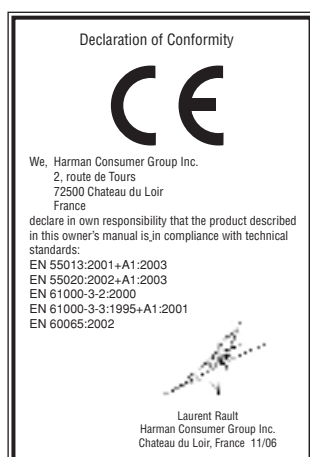 Declaration of Conformity
CE
We, Harman Consumer Group Inc.
2, route de Tours
72500 Chateau du Loir
France
declare in own responsibility that the product described
in this owner's manual is in compliance with technical
standards:
EN 55013:2001+A1:2003
EN 55020:2002+A1:2003
EN 61000-3-2:2000
EN 61000-3-3:1995+A1:2001
EN 60065:2002
Laurent Rault
Harman Consumer Group Inc.
Chateau du Loir, France 11/06